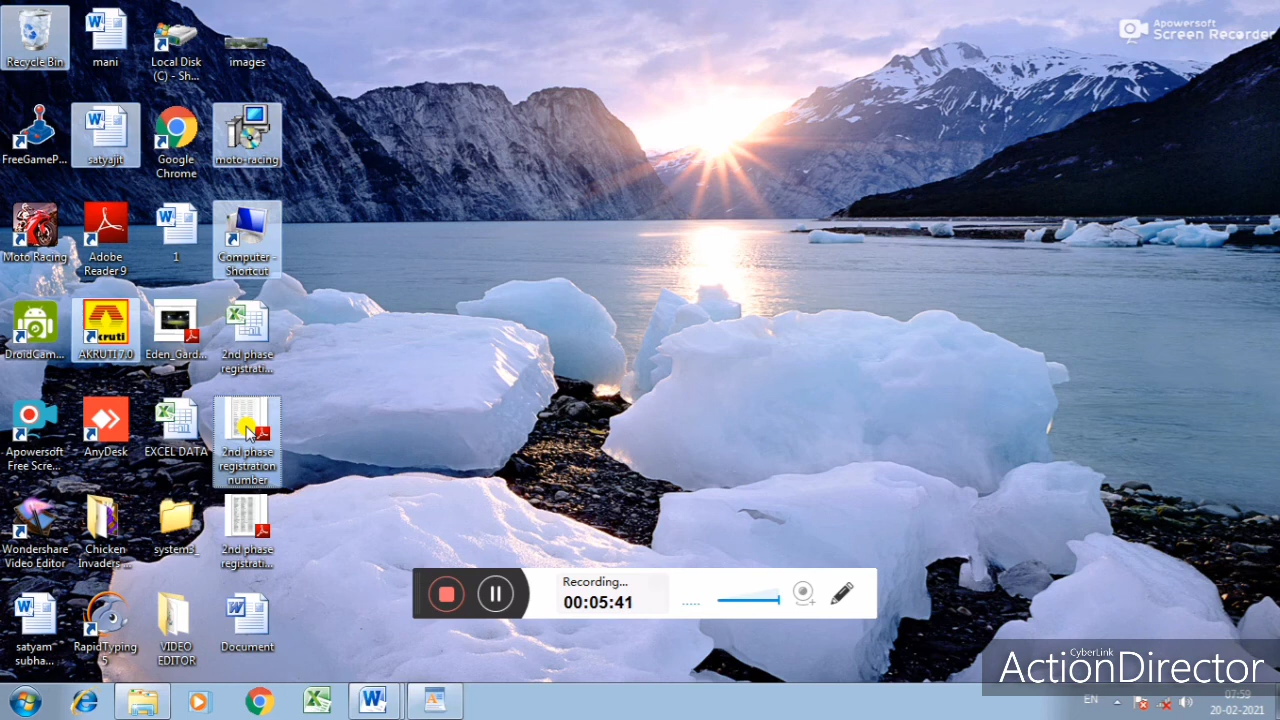 Apowersoft
Screen Recorder
Recycle Bin
mani
Local Disk
(C) - Sh...
images
FreeGameP...
satyajit
Google
Chrome
moto-racing
Moto Racing
Adobe
Reader 9
1
Computer -
Shortcut
DroidCam...
kruti
AKRUTI 7.0
Eden_Gard...
2nd phase
registrati...
Apowersoft
Free Scre...
AnyDesk
EXCEL DATA
2nd phase
registration
number
Wondershare
Video Editor
Chicken
Invaders ...
system3_
2nd phase
registrati...
satyam
subha...
RapidTyping
5
VIDEO
EDITOR
Document
Recording...
00:05:41
CyberLink
ActionDirector
EN
07:59
20-02-2021